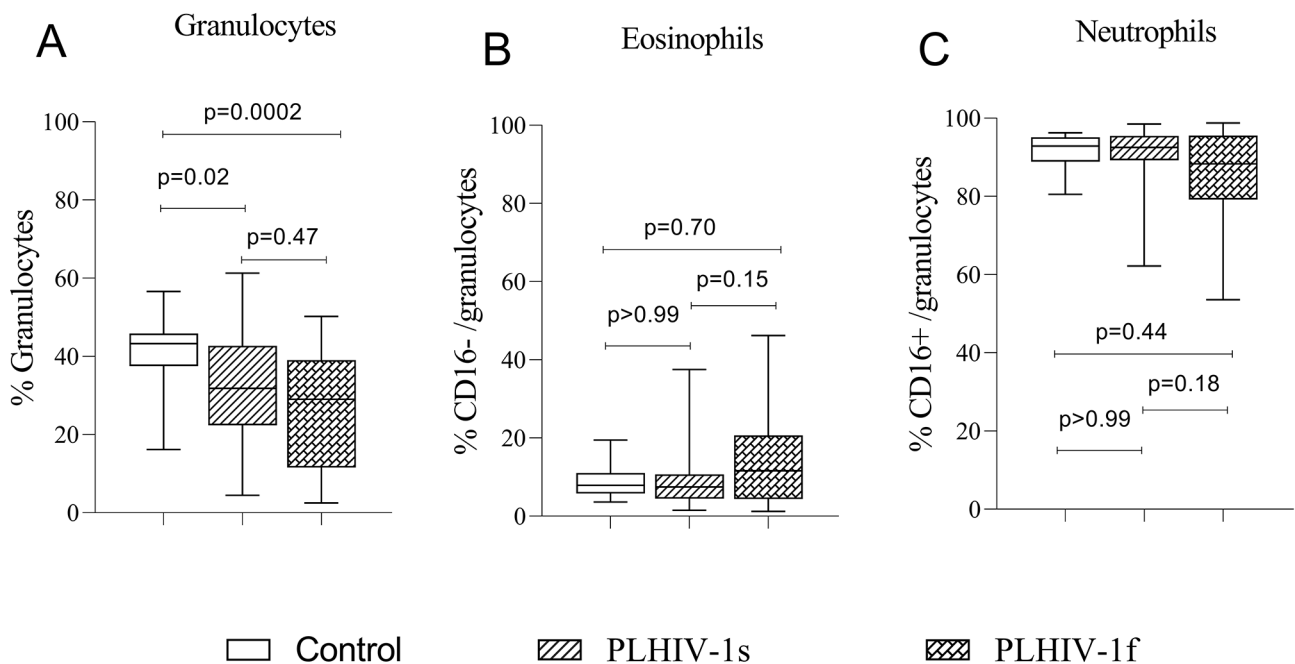 A
Granulocytes
% Granulocytes
100
80
60
40
20
0
p=0.0002
p=0.02
p=0.47
B
Eosinophils
% CD16- /granulocytes
100
80
60
40
20
0
p=0.70
p=0.15
p>0.99
C
Neutrophils
% CD16+ /granulocytes
100
80
60
40
20
0
p=0.44
p=0.18
p>0.99
Control
PLHIV-1s
PLHIV-1f